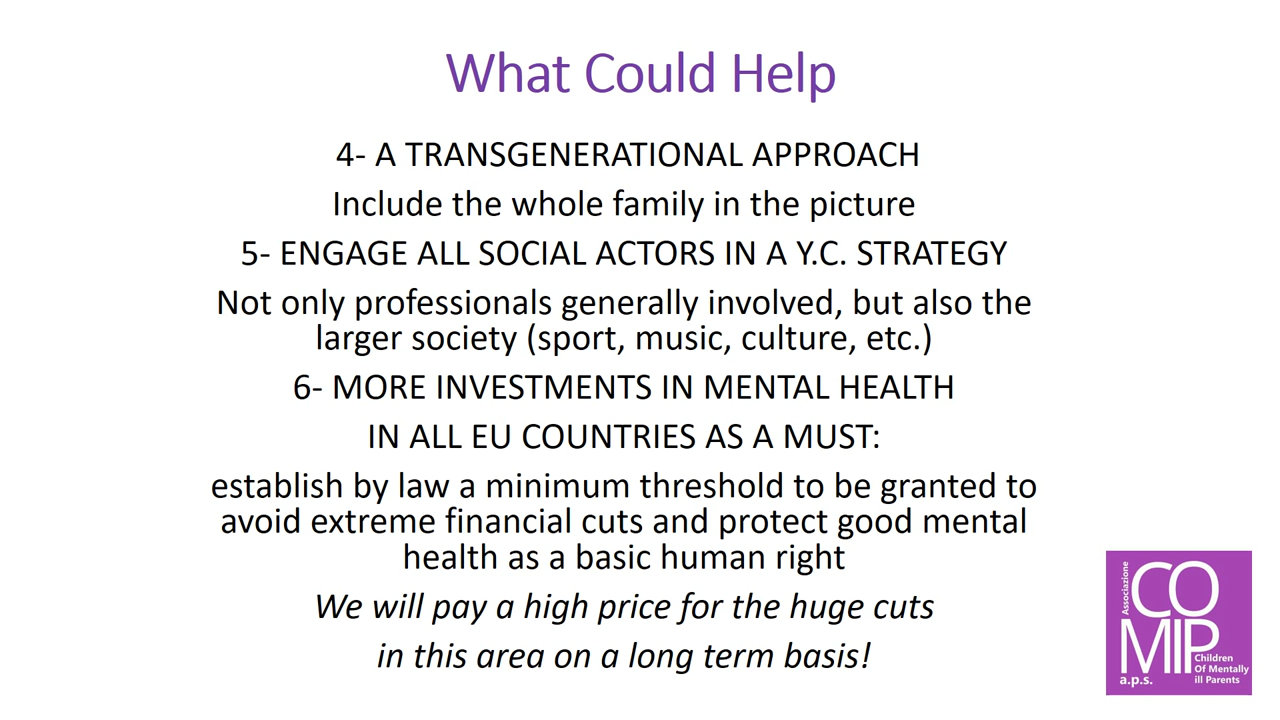 What Could Help
4- A TRANSGENERATIONAL APPROACH
Include the whole family in the picture
5- ENGAGE ALL SOCIAL ACTORS IN A Y.C. STRATEGY
Not only professionals generally involved, but also the
larger society (sport, music, culture, etc.)
6- MORE INVESTMENTS IN MENTAL HEALTH
IN ALL EU COUNTRIES AS A MUST:
establish by law a minimum threshold to be granted to
avoid extreme financial cuts and protect good mental
health as a basic human right
We will pay a high price for the huge cuts
in this area on a long term basis!
Associazione
CO
MIP
Children
Of Mentally
ill Parents
a.p.s.